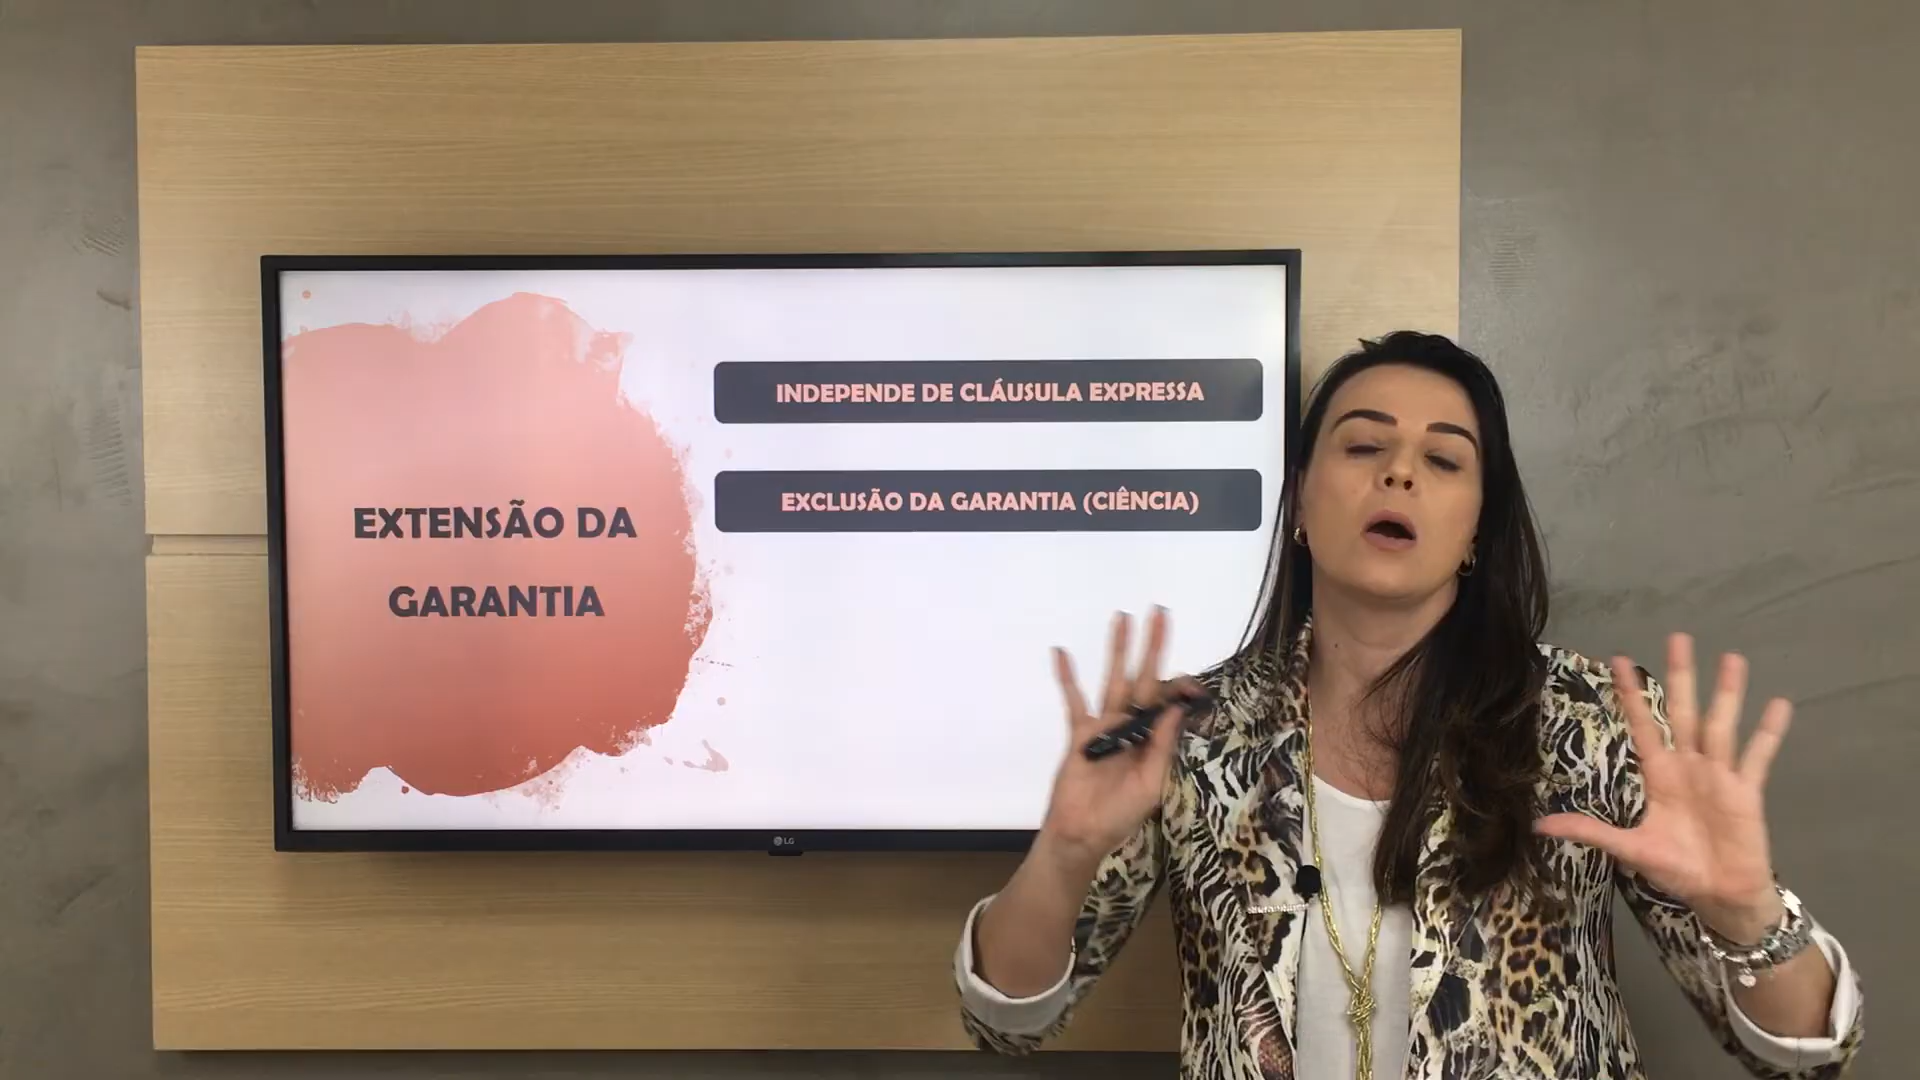 EXTENSÃO DA
GARANTIA
INDEPENDE DE CLÁUSULA EXPRESSA
EXCLUSÃO DA GARANTIA (CIÊNCIA)
LG